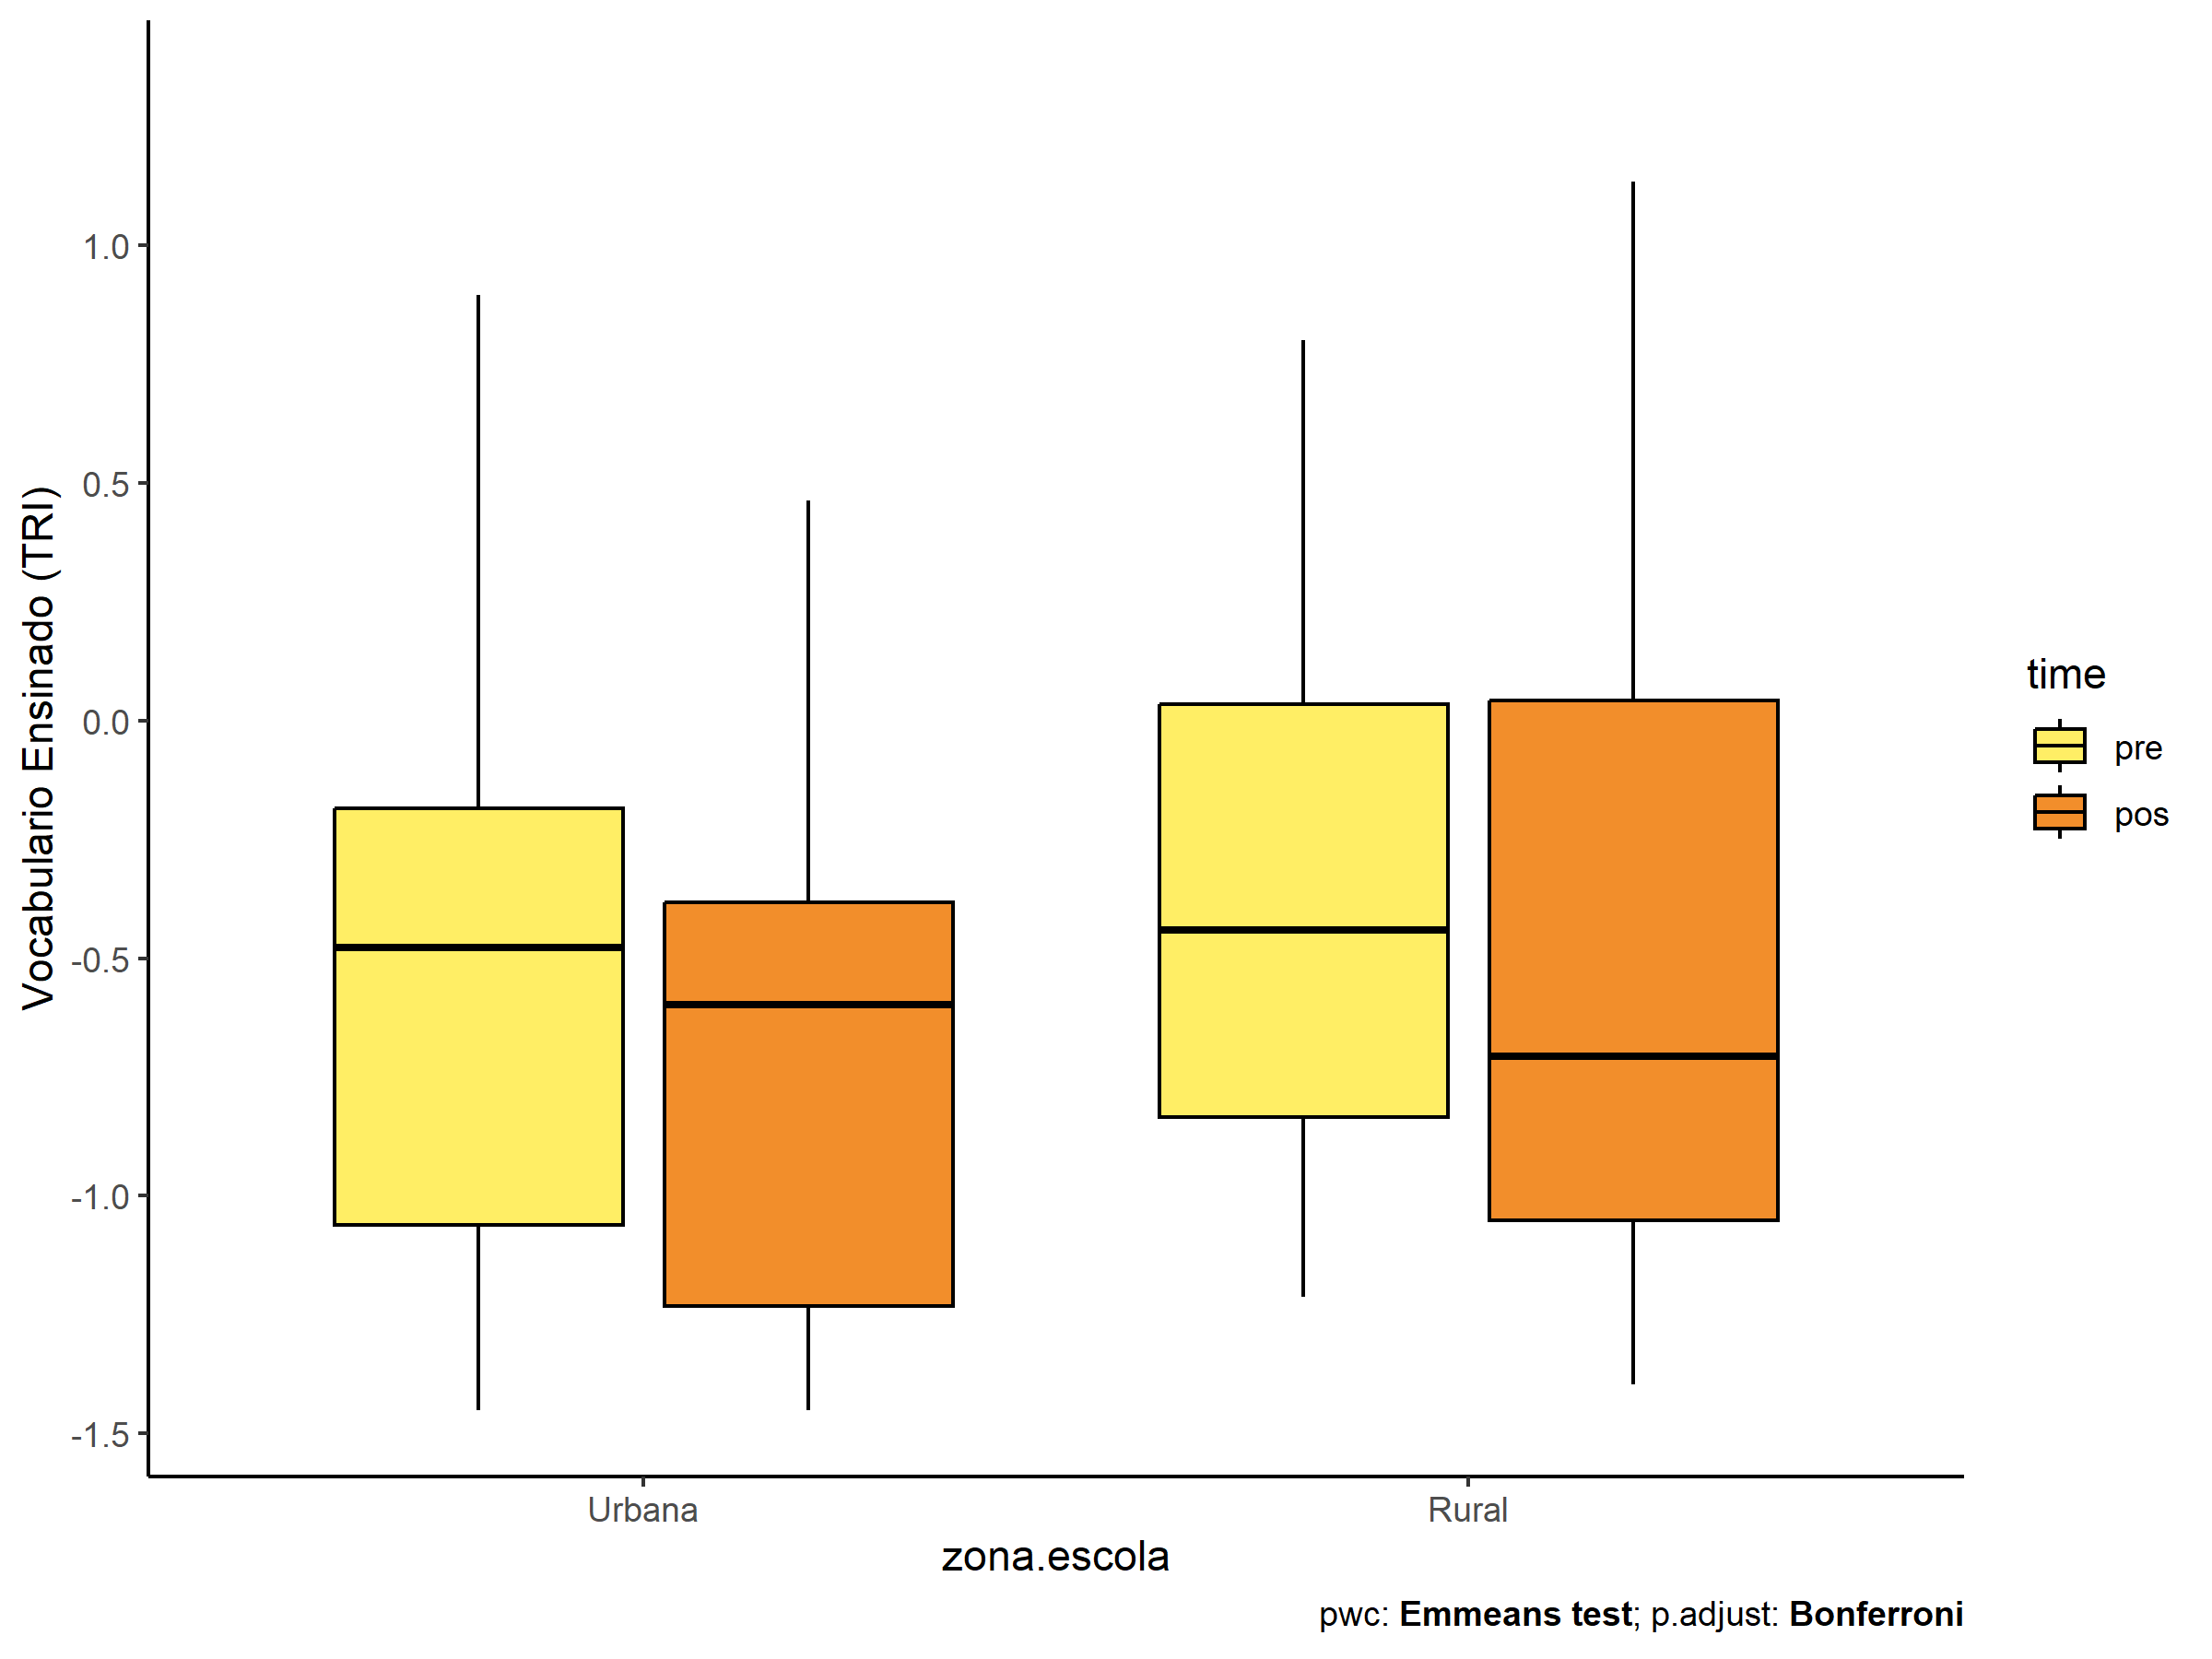 Vocabulario Ensinado (TRI)
1.0
0.5
0.0
-0.5
-1.0
-1.5
Urbana
Rural
zona.escola
time
pre
pos
pwc: Emmeans test; p.adjust: Bonferroni